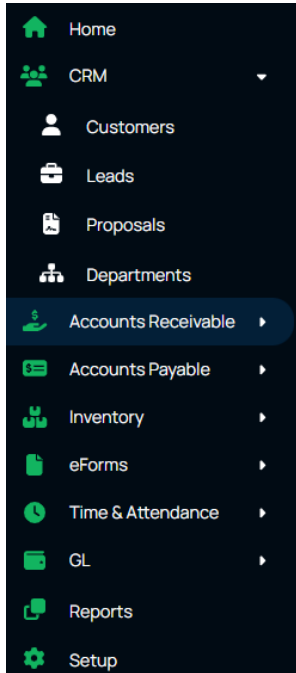 Home
CRM
Customers
Leads
Proposals
Departments
Accounts Receivable
Accounts Payable
Inventory
eForms
Time & Attendance
GL
Reports
Setup